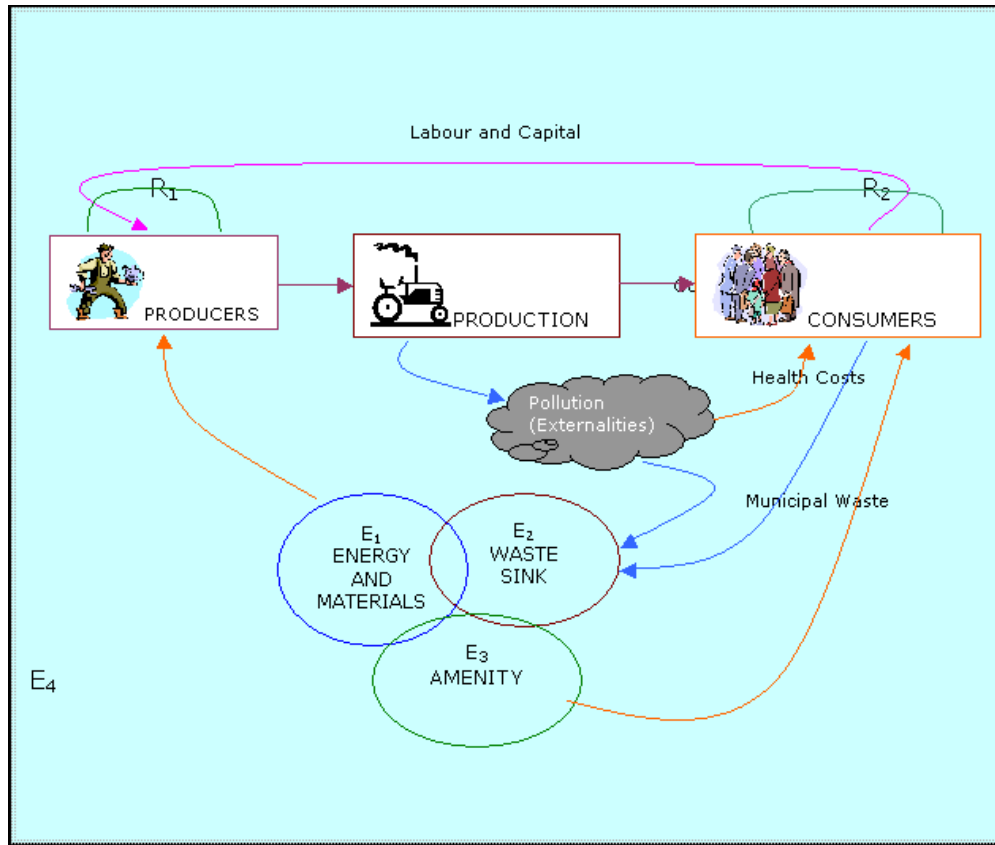 Labour and Capital
R₁
R₂
PRODUCERS
PRODUCTION
CONSUMERS
Health Costs
Pollution
(Externalities)
Municipal Waste
E₁
ENERGY
AND
MATERIALS
E₂
WASTE
SINK
E₃
AMENITY
E₄